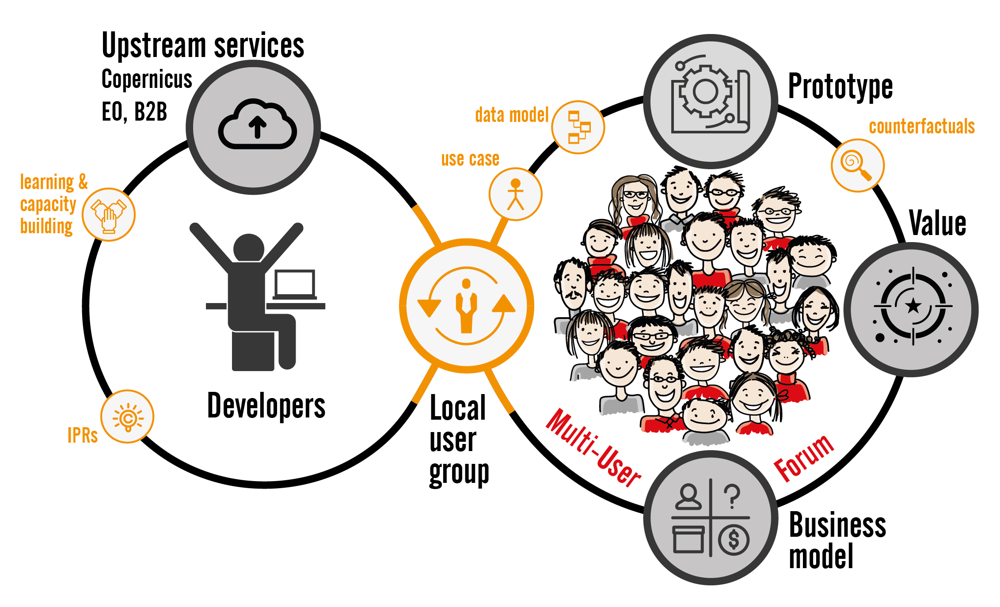 Upstream services
Copernicus
EO, B2B
learning &
capacity
building
IPRs
Developers
Local
user
group
use case
data model
Prototype
counterfactuals
Value
Multi-User
Forum
Business
model